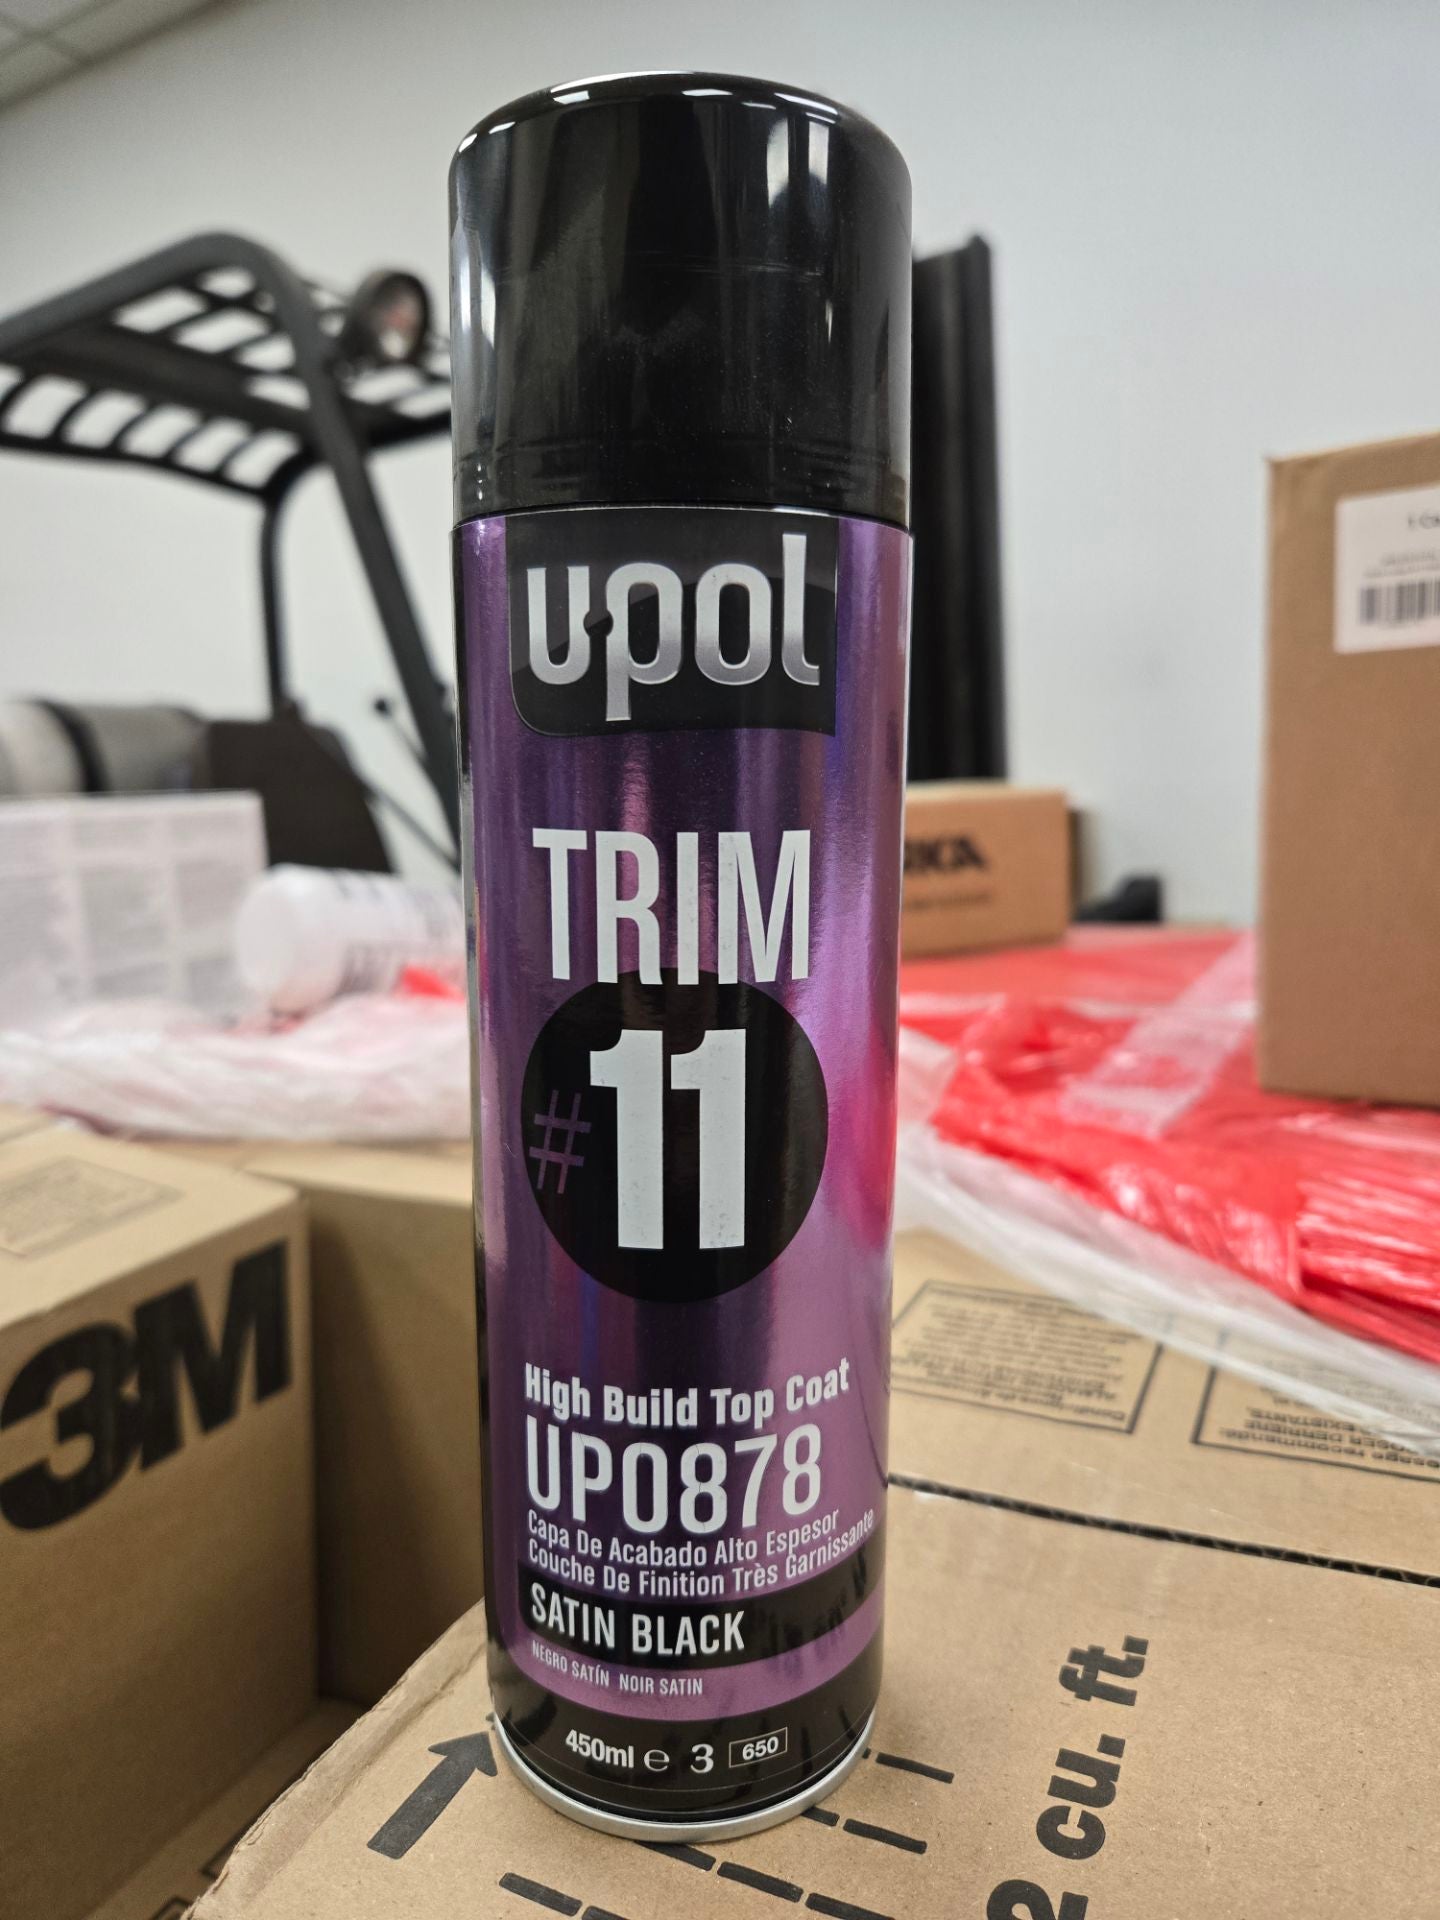 upol
TRIM
#11
High Build Top Coat
UP0878
Capa De Acabado Alto Espesor
Couche De Finition Très Garnissante
SATIN BLACK
NEGRO SATÍN NOIR SATIN
450ml e 3 650
3M
2 cu. ft.